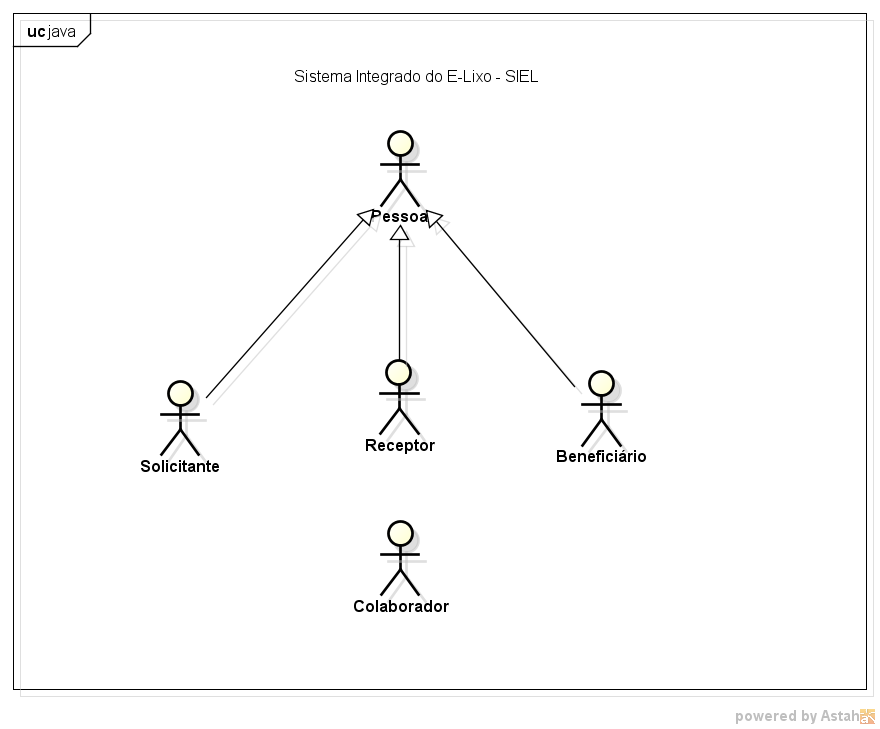 uc java
Sistema Integrado do E-Lixo - SIEL
Pessoa
Solicitante
Receptor
Beneficiário
Colaborador
powered by Astah